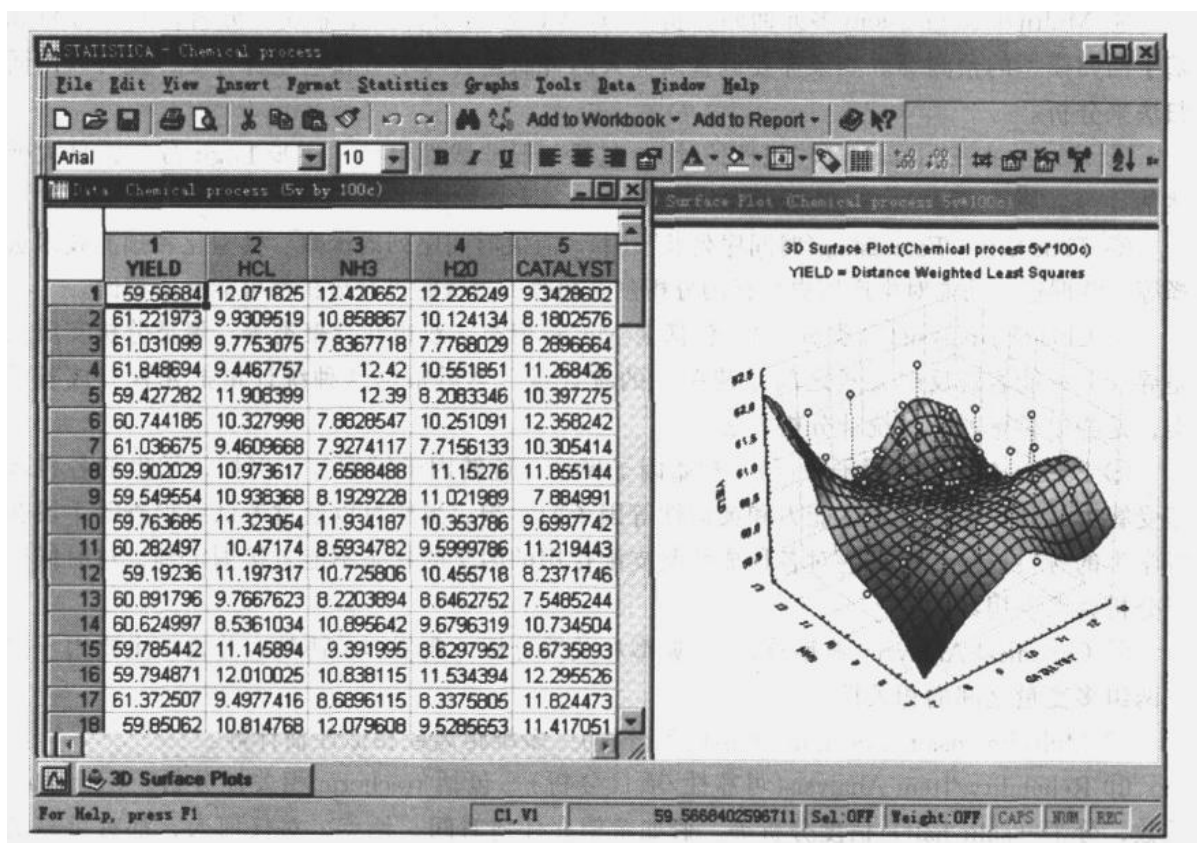 STATISTICA - Chemical process
File Edit View Insert Format Statistics Graphs Tools Data Window Help
Add to Workbook Add to Report
Arial 10 B I U
Data: Chemical process (5v by 100c)
1 2 3 4 5
YIELD HCL NH3 H20 CATALYST
1 59.56684 12.071825 12.420652 12.226249 9.3428602
2 61.221973 9.9309519 10.858867 10.124134 8.1802576
3 61.031099 9.7753075 7.8367718 7.7768029 8.2896664
4 61.848694 9.4467757 12.42 10.551851 11.268426
5 59.427282 11.908399 12.39 8.2083346 10.397275
6 60.744185 10.327998 7.8828547 10.251091 12.358242
7 61.036675 9.4609668 7.9274117 7.7156133 10.305414
8 59.902029 10.973617 7.6588488 11.15276 11.855144
9 59.549554 10.938368 8.1929228 11.021989 7.884991
10 59.763685 11.323054 11.934187 10.353786 9.6997742
11 60.282497 10.47174 8.5934782 9.5999786 11.219443
12 59.19236 11.197317 10.725806 10.455718 8.2371746
13 60.891796 9.7667623 8.2203894 8.6462752 7.5485244
14 60.624997 8.5361034 10.895642 9.6796319 10.734504
15 59.785442 11.145894 9.391995 8.6297952 8.6735893
16 59.794871 12.010025 10.838115 11.534394 12.295526
17 61.372507 9.4977416 8.6896115 8.3375805 11.824473
18 59.85062 10.814768 12.079608 9.5285653 11.417051
Surface Plot (Chemical process 5v*100c)
3D Surface Plot(Chemical process 5v*100c)
YIELD = Distance Weighted Least Squares
62.5
62.0
61.5
61.0
60.5
3D Surface Plots
For Help, press F1 C1,V1 59.5668402596711 Sel:OFF Weight:OFF CAPS NUM REC